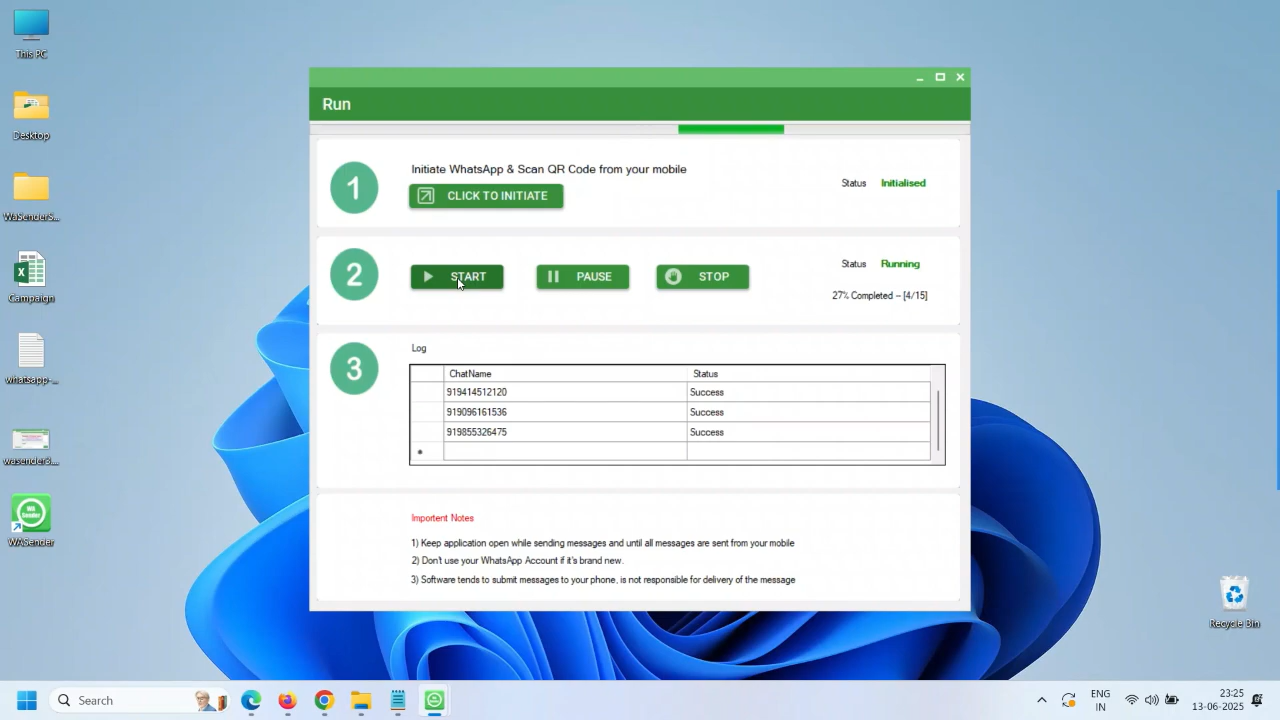 This PC
Desktop
WaSenderS...
Campaign
whatsapp-...
wasender3...
WASender
Run
1
Initiate WhatsApp & Scan QR Code from your mobile
CLICK TO INITIATE
Status Initialised
2
START
PAUSE
STOP
Status Running
27% Completed – [4/15]
3
Log
ChatName Status
919414512120 Success
919096161536 Success
919855326475 Success
Importent Notes
1) Keep application open while sending messages and until all messages are sent from your mobile
2) Don't use your WhatsApp Account if it's brand new.
3) Software tends to submit messages to your phone, is not responsible for delivery of the message
Recycle Bin
Search
ENG
IN
23:25
13-06-2025